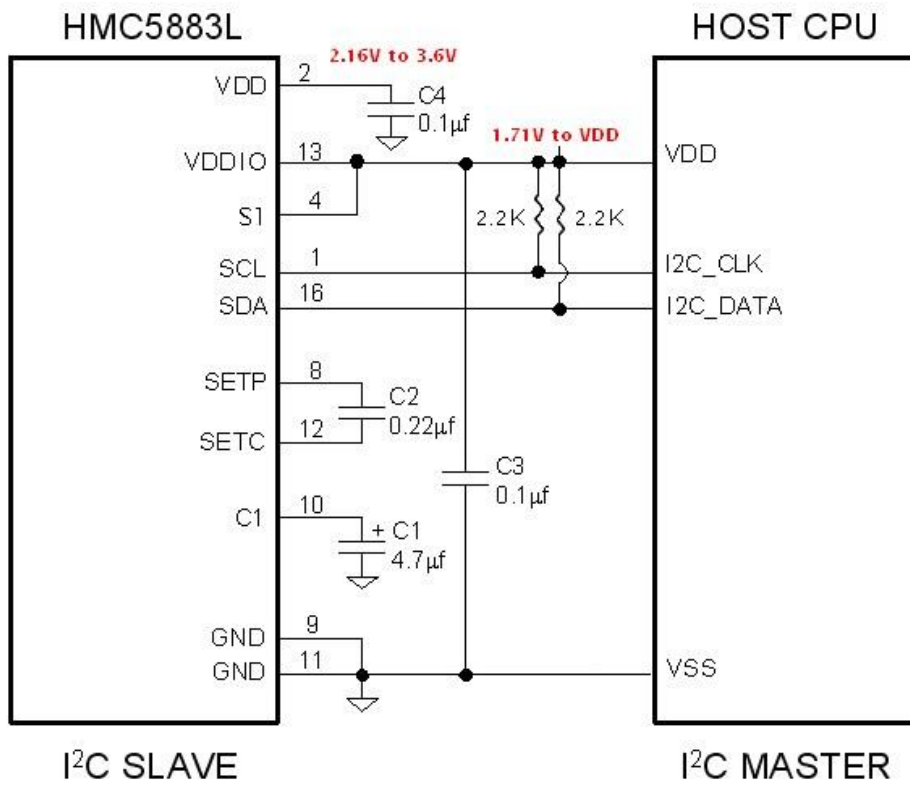 HMC5883L
HOST CPU
2.16V to 3.6V
VDD
2
C4
0.1µf
1.71V to VDD
VDDIO
13
VDD
S1
4
2.2K
2.2K
SCL
1
I2C_CLK
SDA
16
I2C_DATA
SETP
8
C2
0.22µf
SETC
12
C3
0.1µf
C1
10
+ C1
4.7µf
GND
9
GND
11
VSS
I²C SLAVE
I²C MASTER